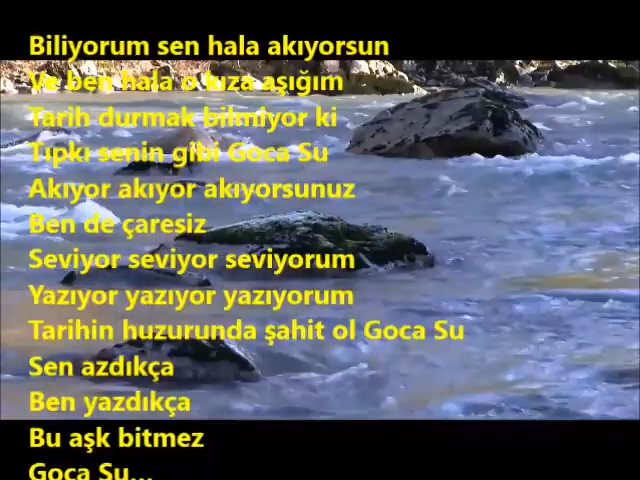 Biliyorum sen hala akıyorsun
Ve ben hala o kıza aşığım
Tarih durmak bilmiyor ki
Tıpkı senin gibi Goca Su
Akıyor akıyor akıyorsunuz
Ben de çaresiz
Seviyor seviyor seviyorum
Yazıyor yazıyor yazıyorum
Tarihin huzurunda şahit ol Goca Su
Sen azdıkça
Ben yazdıkça
Bu aşk bitmez
Goca Su...